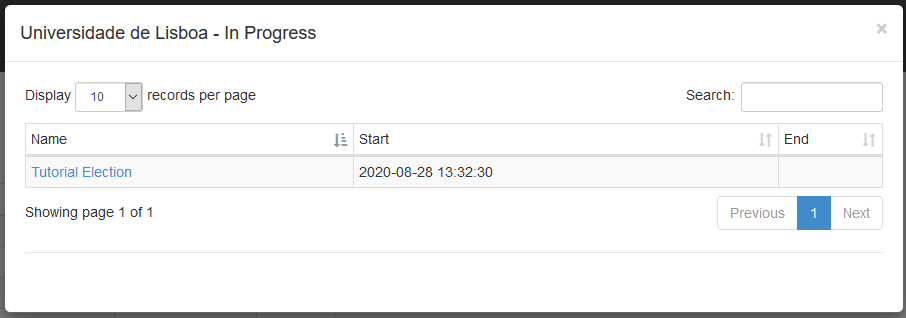 Universidade de Lisboa - In Progress ×
Display 10 records per page Search:
Name Start End
Tutorial Election 2020-08-28 13:32:30
Showing page 1 of 1 Previous 1 Next